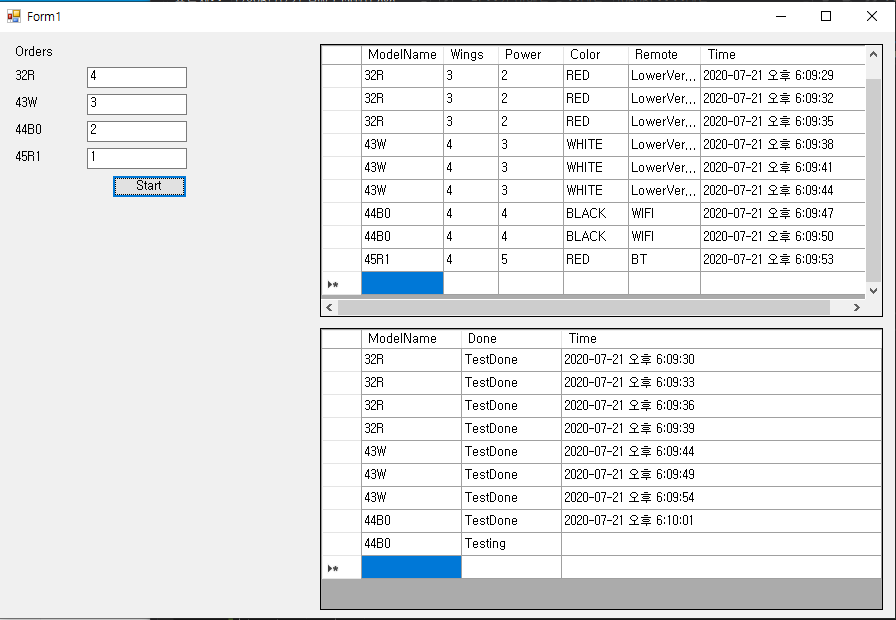 Form1
Orders
32R 4
43W 3
44B0 2
45R1 1
Start
ModelName Wings Power Color Remote Time
32R 3 2 RED LowerVer... 2020-07-21 오후 6:09:29
32R 3 2 RED LowerVer... 2020-07-21 오후 6:09:32
32R 3 2 RED LowerVer... 2020-07-21 오후 6:09:35
43W 4 3 WHITE LowerVer... 2020-07-21 오후 6:09:38
43W 4 3 WHITE LowerVer... 2020-07-21 오후 6:09:41
43W 4 3 WHITE LowerVer... 2020-07-21 오후 6:09:44
44B0 4 4 BLACK WIFI 2020-07-21 오후 6:09:47
44B0 4 4 BLACK WIFI 2020-07-21 오후 6:09:50
45R1 4 5 RED BT 2020-07-21 오후 6:09:53
ModelName Done Time
32R TestDone 2020-07-21 오후 6:09:30
32R TestDone 2020-07-21 오후 6:09:33
32R TestDone 2020-07-21 오후 6:09:36
32R TestDone 2020-07-21 오후 6:09:39
43W TestDone 2020-07-21 오후 6:09:44
43W TestDone 2020-07-21 오후 6:09:49
43W TestDone 2020-07-21 오후 6:09:54
44B0 TestDone 2020-07-21 오후 6:10:01
44B0 Testing